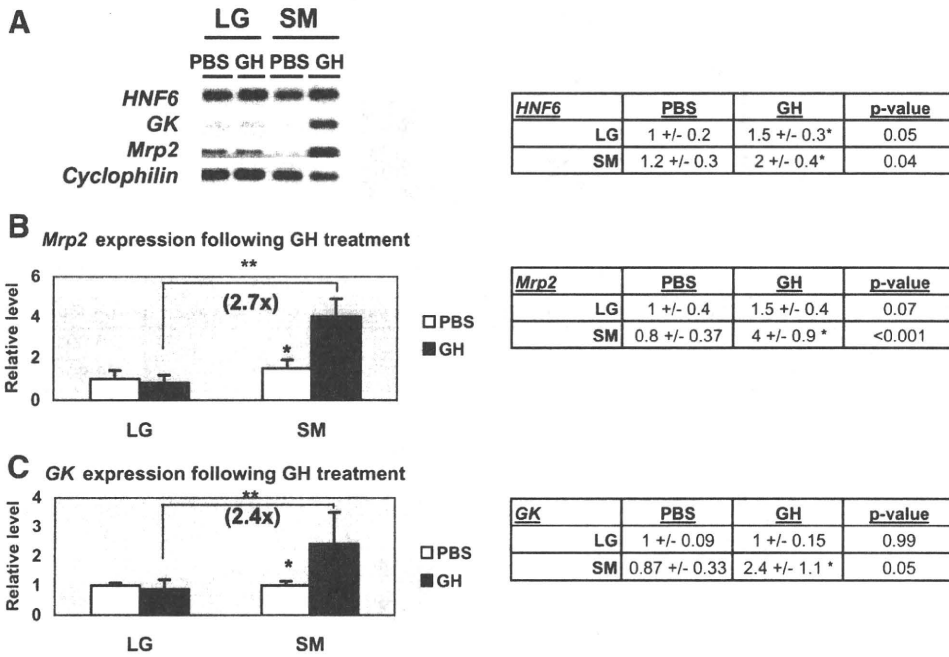 A
LG SM
PBS GH PBS GH
HNF6
GK
Mrp2
Cyclophilin
HNF6 PBS GH p-value
LG 1 +/- 0.2 1.5 +/- 0.3* 0.05
SM 1.2 +/- 0.3 2 +/- 0.4* 0.04
B
Mrp2 expression following GH treatment
**
(2.7x)
*
Relative level
6
4
2
0
LG SM
PBS
GH
Mrp2 PBS GH p-value
LG 1 +/- 0.4 1.5 +/- 0.4 0.07
SM 0.8 +/- 0.37 4 +/- 0.9 * <0.001
C
GK expression following GH treatment
**
(2.4x)
*
Relative level
4
3
2
1
0
LG SM
PBS
GH
GK PBS GH p-value
LG 1 +/- 0.09 1 +/- 0.15 0.99
SM 0.87 +/- 0.33 2.4 +/- 1.1 * 0.05